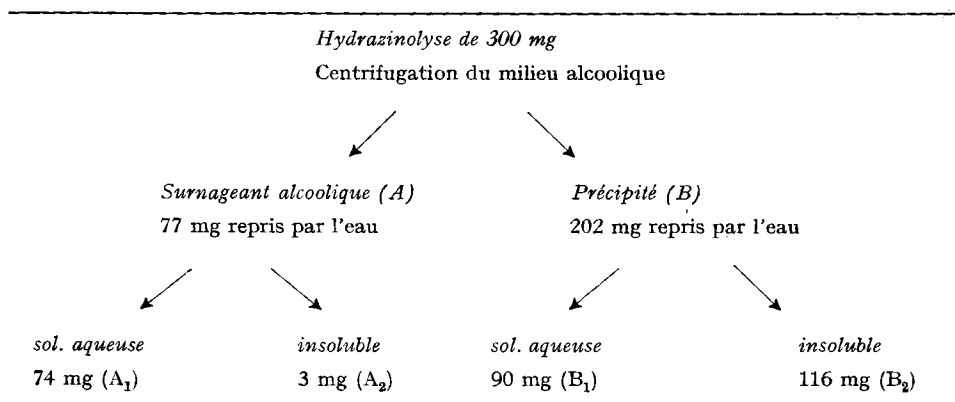 Hydrazinolyse de 300 mg
Centrifugation du milieu alcoolique
Surnageant alcoolique (A) Précipité (B)
77 mg repris par l'eau 202 mg repris par l'eau
sol. aqueuse insoluble sol. aqueuse insoluble
74 mg (A₁) 3 mg (A₂) 90 mg (B₁) 116 mg (B₂)